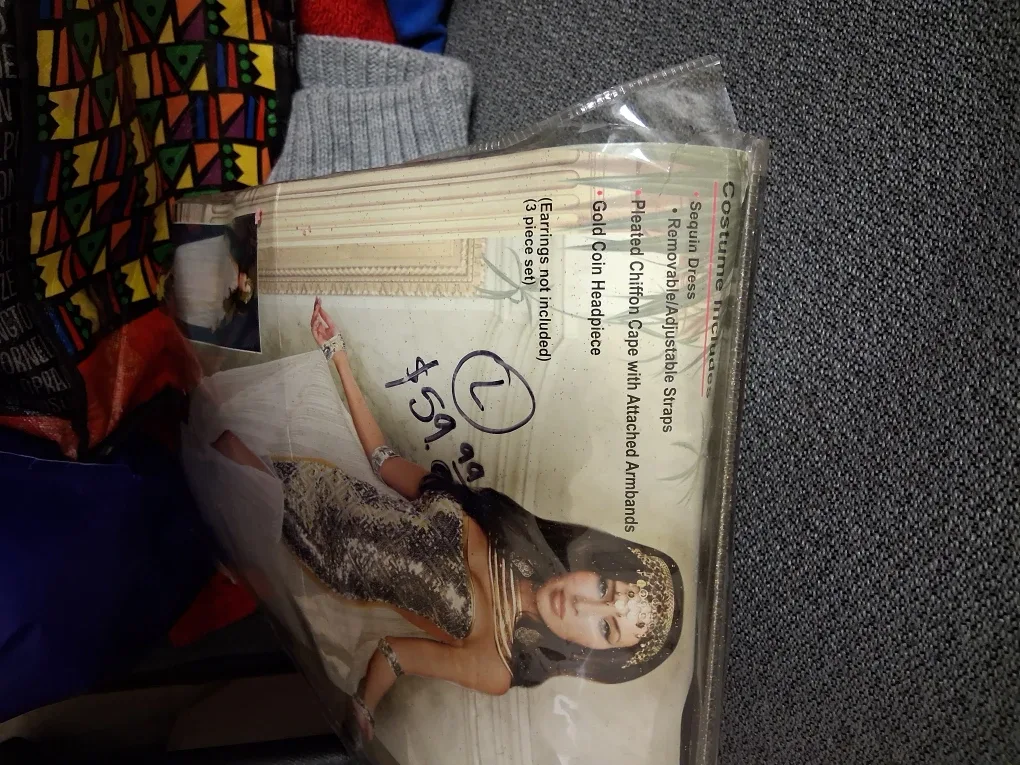 Costume Includes
• Sequin Dress
• Removable/Adjustable Straps
• Pleated Chiffon Cape with Attached Armbands
• Gold Coin Headpiece
(Earrings not included)
(3 piece set)
L
$59.99